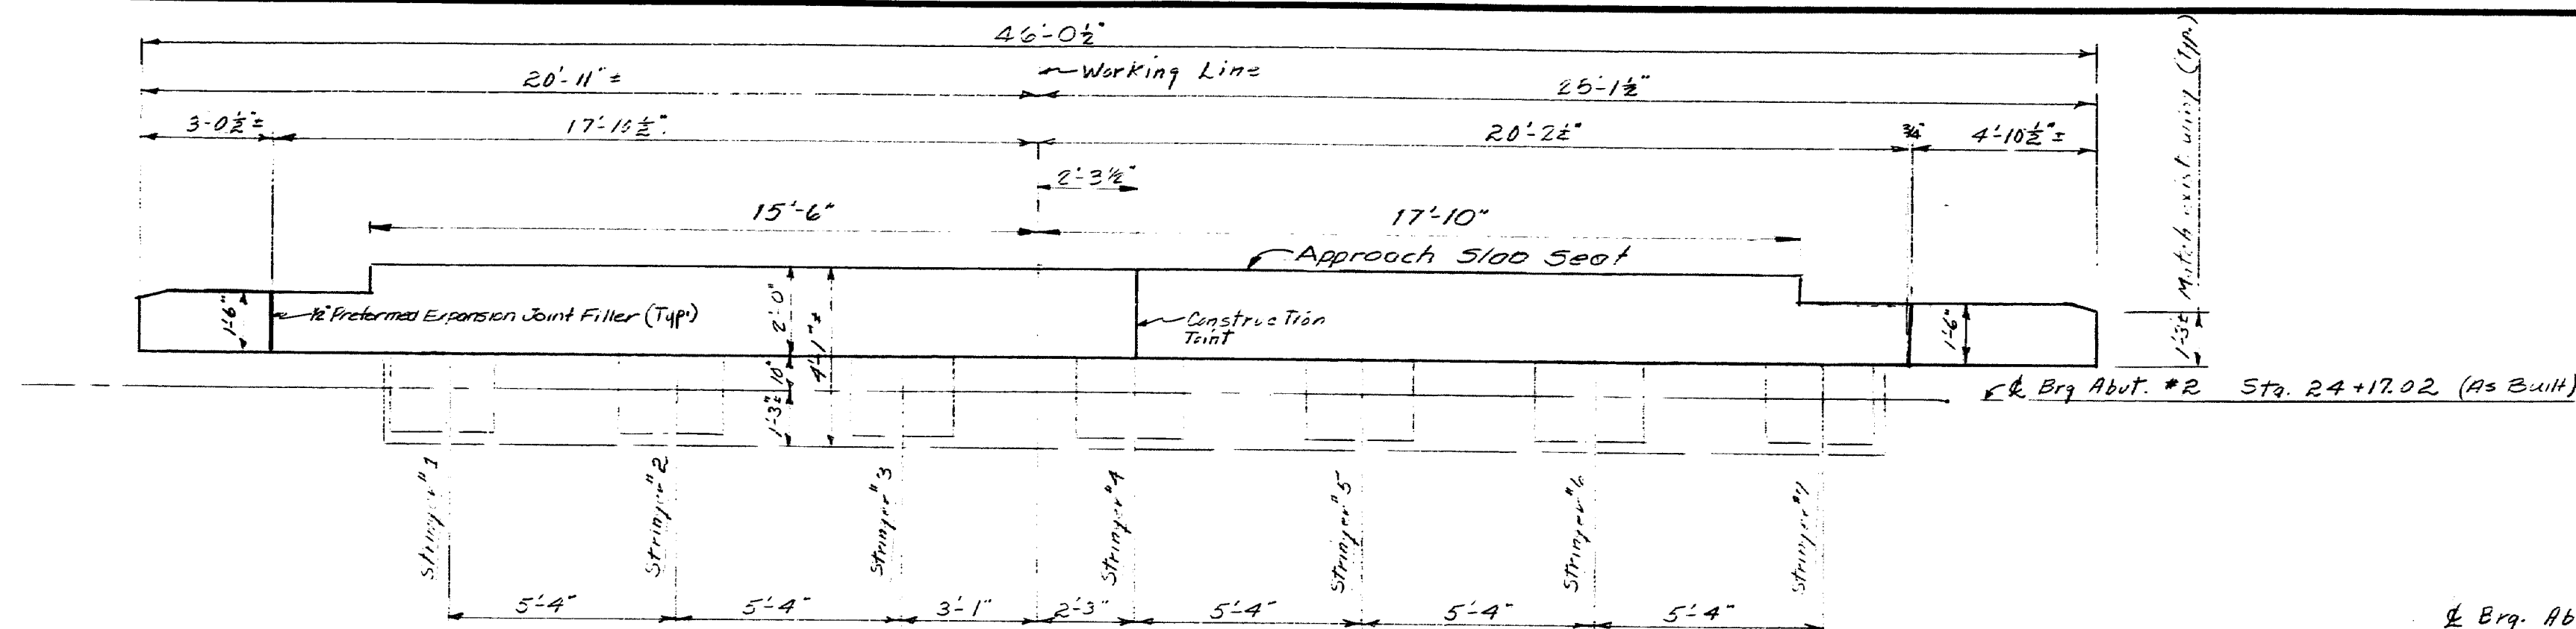 46'-0½"
Working Line
20'-11"±
25'-1½"
3-0½"±
17'-10½"
20'-2½"
¾"
4'-10½"±
2'-3½"
15'-6"
17'-10"
Approach Slab Seat
Match exist. wing (Typ.)
1'-3"±
1'-6"
½" Preformed Expansion Joint Filler (Typ.)
2'-0"
4'-1"±
Construction
Joint
1'-6"
10"
1'-3"±
℄ Brg Abut. #2 Sta. 24+17.02 (As Built)
Stringer #1
Stringer #2
Stringer #3
Stringer #4
Stringer #5
Stringer #6
Stringer #7
5'-4"
5'-4"
3'-1"
2'-3"
5'-4"
5'-4"
5'-4"
℄ Brg. Ab